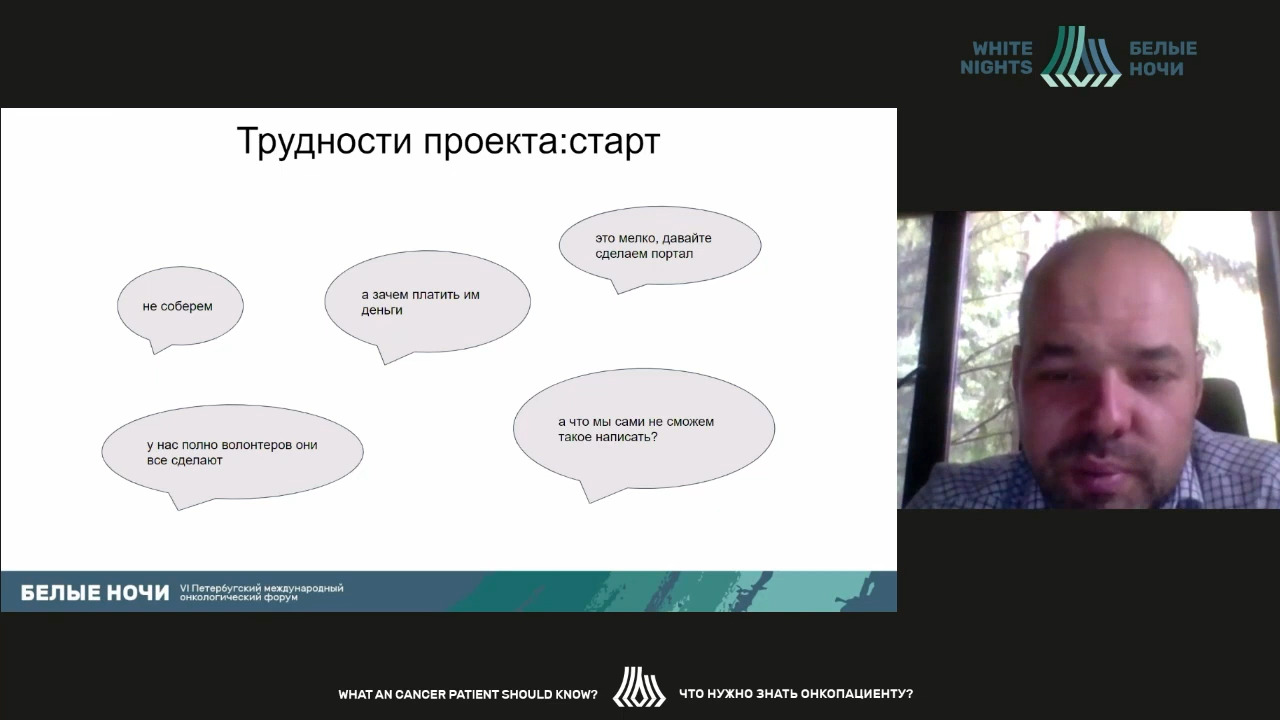 WHITE
NIGHTS
БЕЛЫЕ
НОЧИ
Трудности проекта:старт
это мелко, давайте
сделаем портал
а зачем платить им
деньги
не соберем
а что мы сами не сможем
такое написать?
у нас полно волонтеров они
все сделают
БЕЛЫЕ НОЧИ
VI Петербугский международный
онкологический форум
WHAT AN CANCER PATIENT SHOULD KNOW?
ЧТО НУЖНО ЗНАТЬ ОНКОПАЦИЕНТУ?